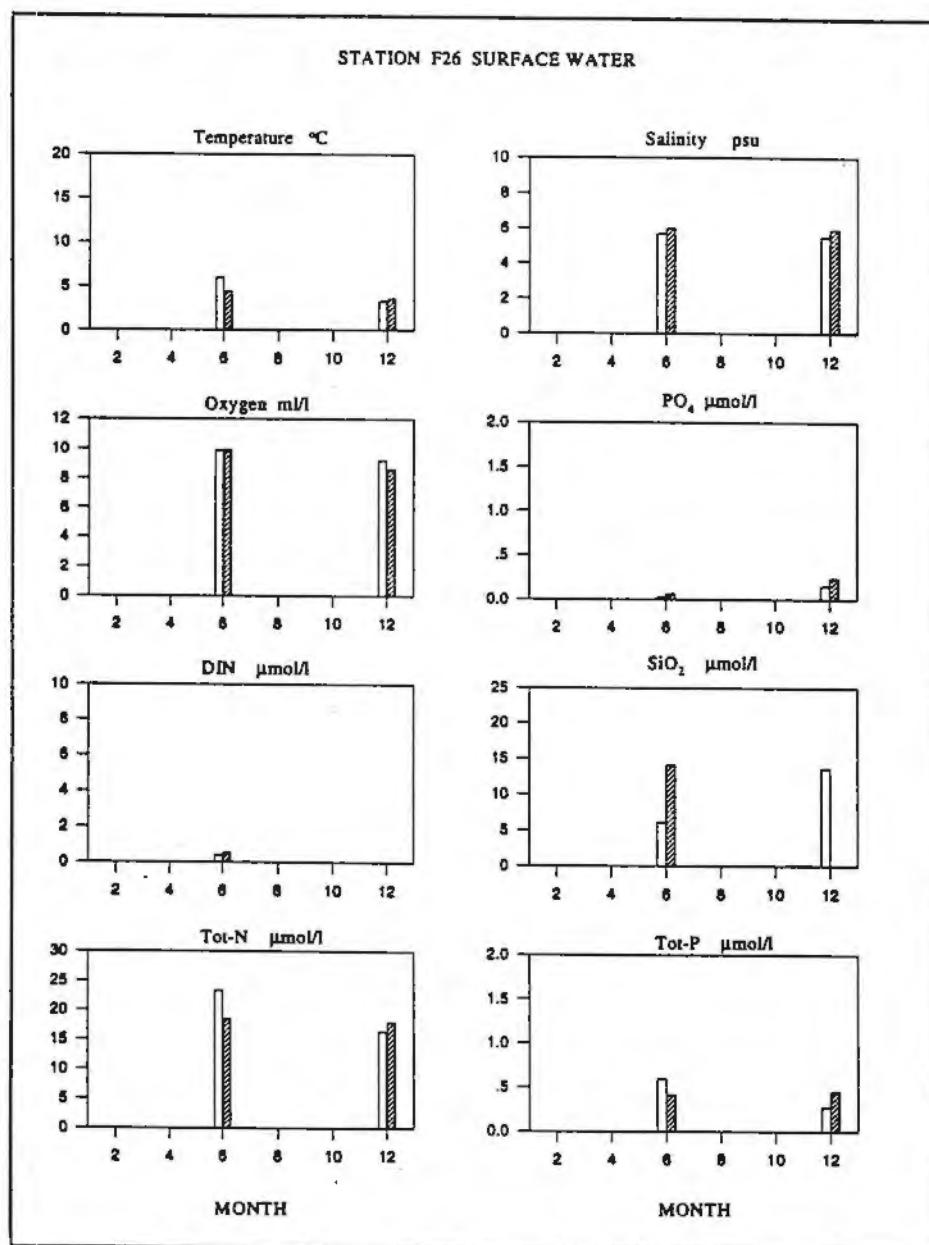 STATION F26 SURFACE WATER
Temperature °C
20
15
10
5
0
2 4 6 8 10 12
Salinity psu
10
8
6
4
2
0
2 4 6 8 10 12
Oxygen ml/l
12
10
8
6
4
2
0
2 4 6 8 10 12
PO₄ µmol/l
2.0
1.5
1.0
.5
0.0
2 4 6 8 10 12
DIN µmol/l
10
8
6
4
2
0
2 4 6 8 10 12
SiO₂ µmol/l
25
20
15
10
5
0
2 4 6 8 10 12
Tot-N µmol/l
30
25
20
15
10
5
0
2 4 6 8 10 12
MONTH
Tot-P µmol/l
2.0
1.5
1.0
.5
0.0
2 4 6 8 10 12
MONTH